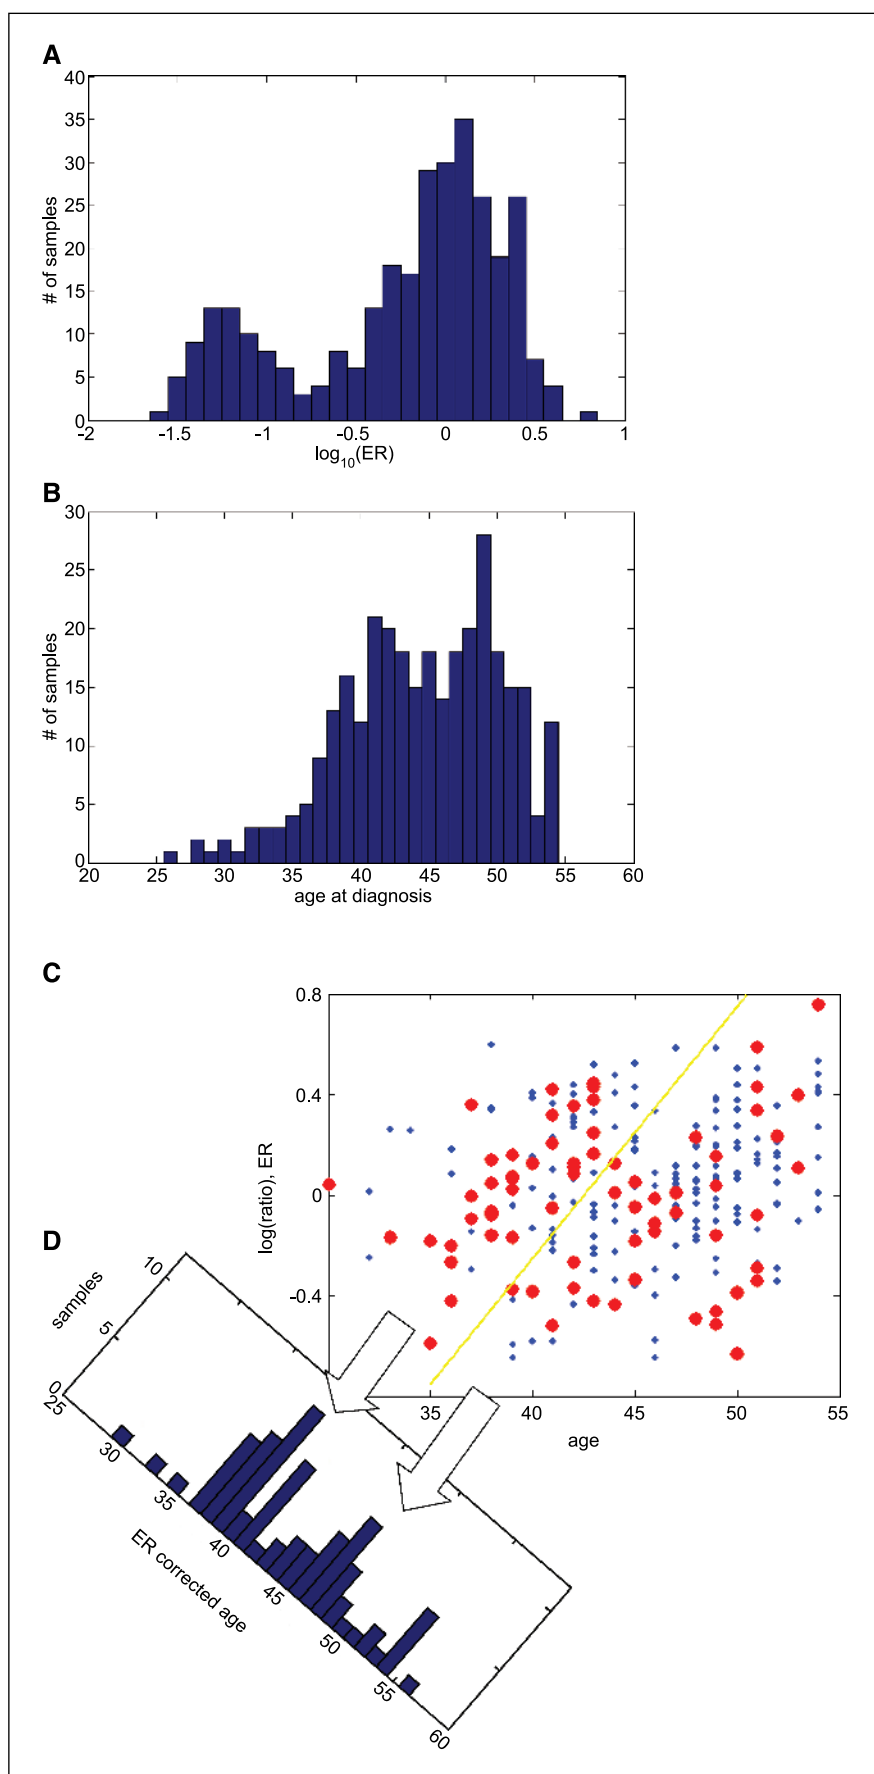 A
40
35
30
25
20
15
10
5
0
# of samples
-2 -1.5 -1 -0.5 0 0.5 1
log10(ER)
B
30
25
20
15
10
5
0
# of samples
20 25 30 35 40 45 50 55 60
age at diagnosis
C
0.8
0.4
0
-0.4
log(ratio), ER
35 40 45 50 55
age
D
10
5
0
samples
25 30 35 40 45 50 55 60
ER corrected age